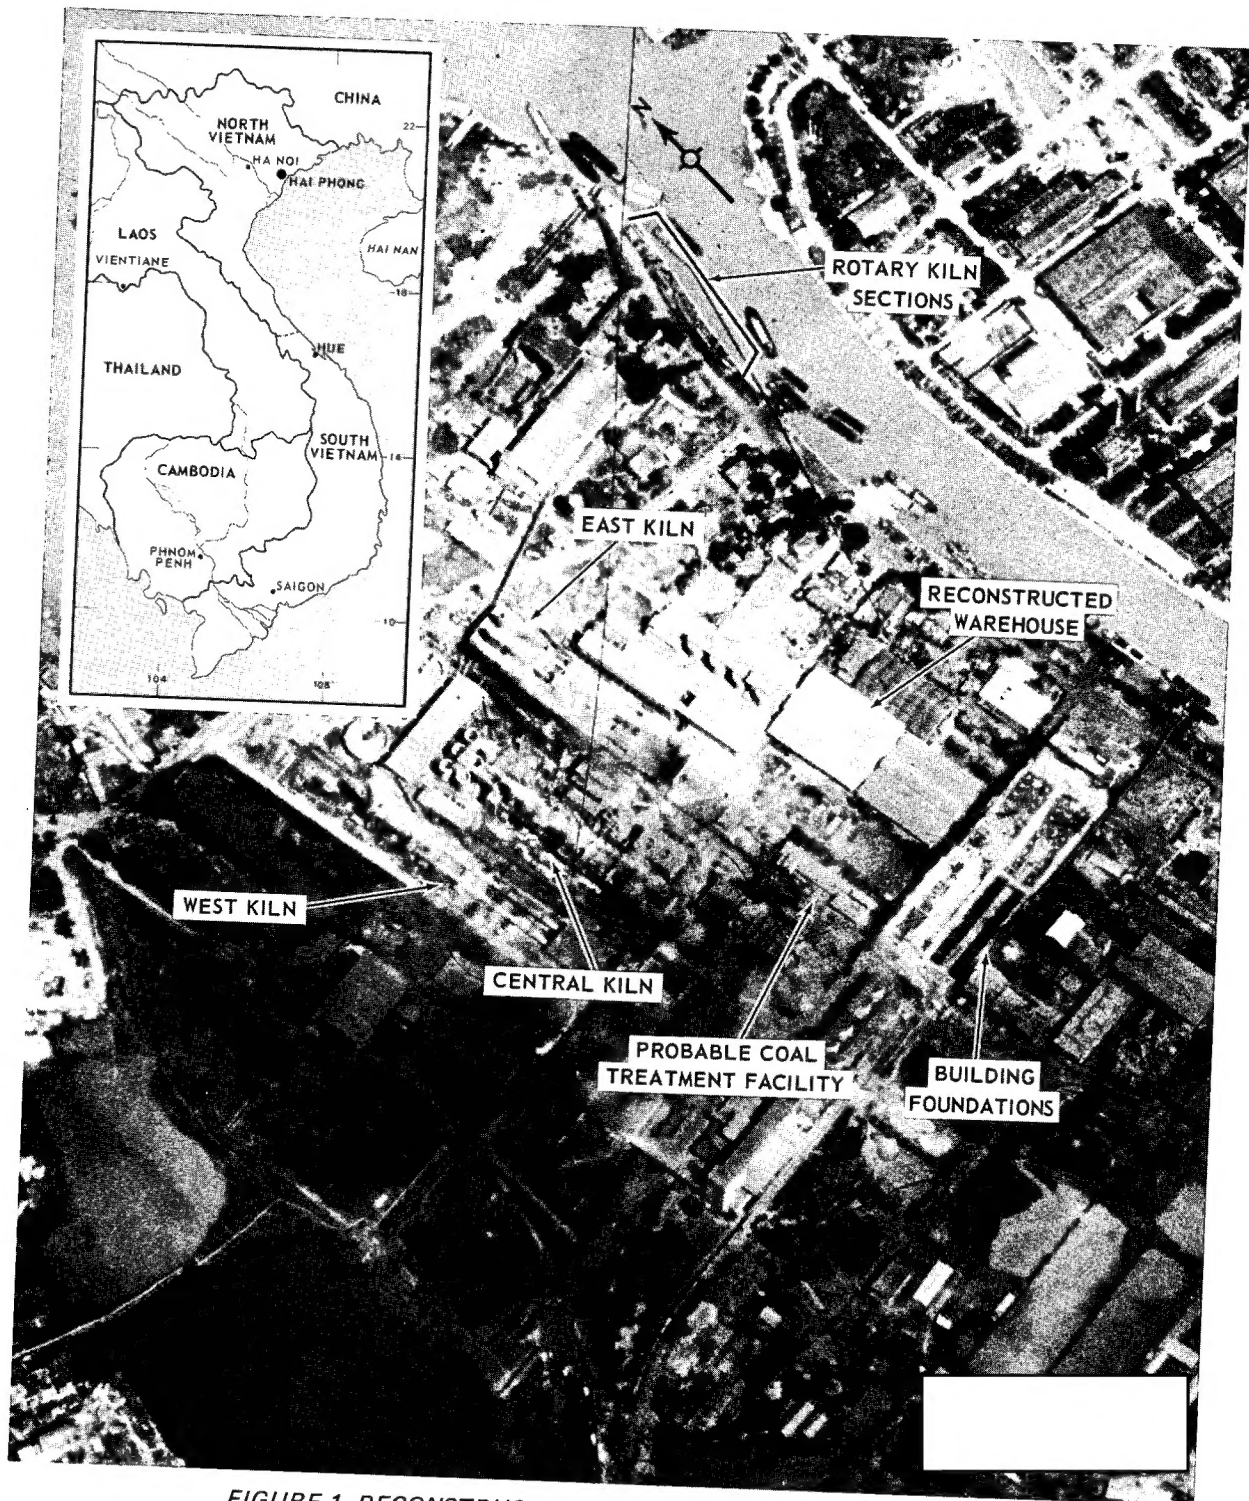 CHINA
22
NORTH
VIETNAM
HA NOI
HAI PHONG
LAOS
HAI NAN
VIENTIANE
18
HUE
THAILAND
SOUTH
VIETNAM
14
CAMBODIA
PHNOM
PENH
SAIGON
10
104
108
N
ROTARY KILN
SECTIONS
EAST KILN
RECONSTRUCTED
WAREHOUSE
WEST KILN
CENTRAL KILN
PROBABLE COAL
TREATMENT FACILITY
BUILDING
FOUNDATIONS
FIGURE 1.